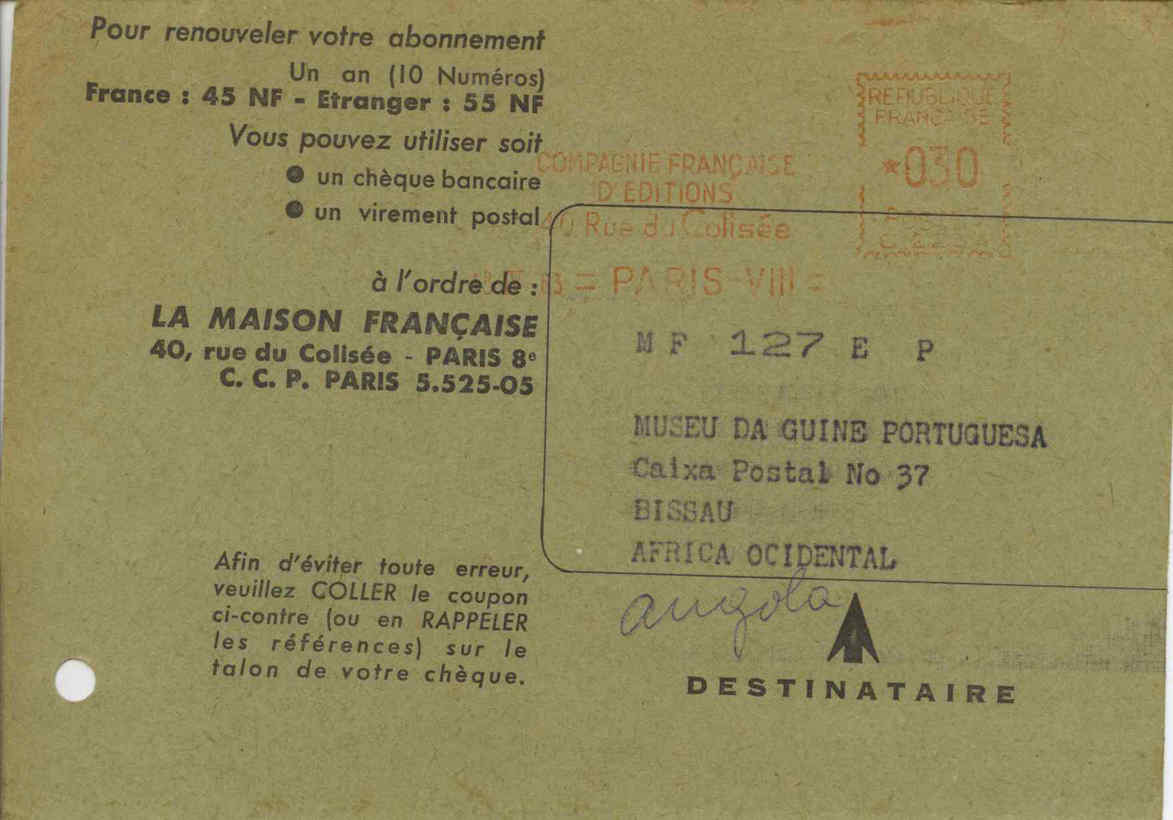 Pour renouveler votre abonnement
Un an (10 Numéros)
France : 45 NF - Etranger : 55 NF
Vous pouvez utiliser soit
● un chèque bancaire
● un virement postal
à l'ordre de :
LA MAISON FRANÇAISE
40, rue du Colisée - PARIS 8e
C. C. P. PARIS 5.525-05
Afin d'éviter toute erreur,
veuillez COLLER le coupon
ci-contre (ou en RAPPELER
les références) sur le
talon de votre chèque.
COMPAGNIE FRANÇAISE
D'EDITIONS
40 Rue du Colisée
= PARIS VIII =
REPUBLIQUE
FRANÇAISE
*030
POSTES
MF 127 E P
MUSEU DA GUINE PORTUGUESA
Caixa Postal No 37
BISSAU
AFRICA OCIDENTAL
angola
DESTINATAIRE